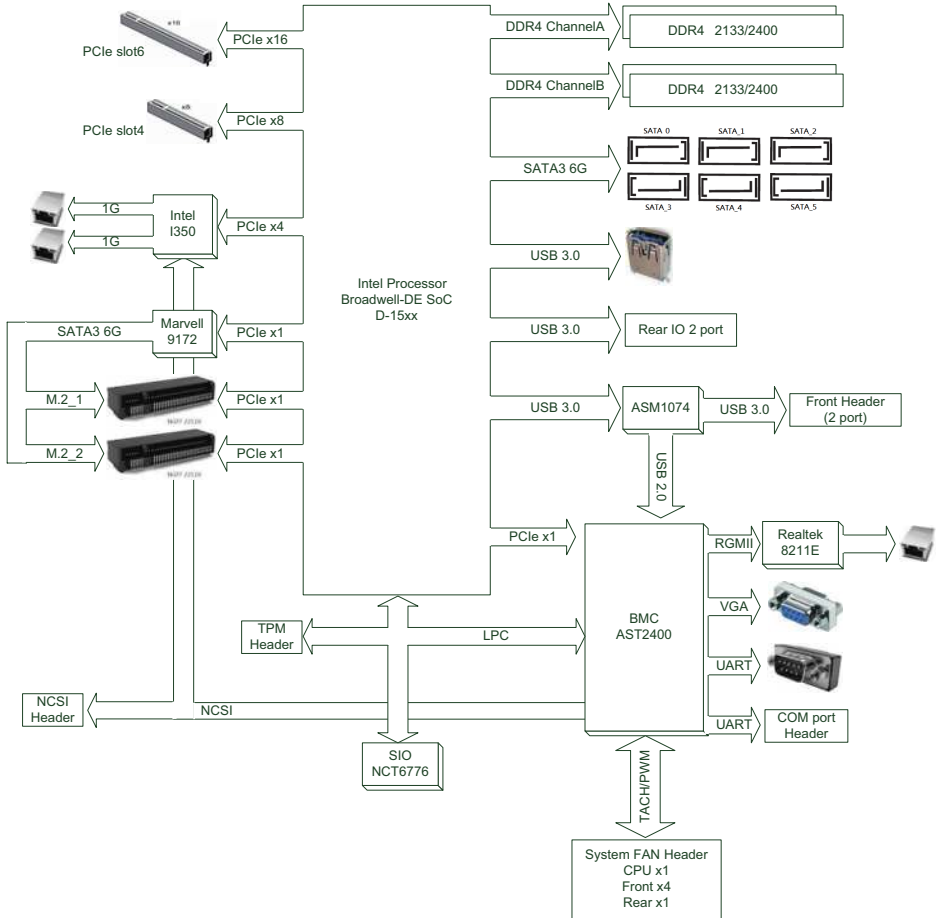 x16
PCIe slot6
PCIe x16
x8
PCIe slot4
PCIe x8
1G
1G
Intel
I350
PCIe x4
SATA3 6G
Marvell
9172
PCIe x1
M.2_1
PCIe x1
M.2_2
PCIe x1
Intel Processor
Broadwell-DE SoC
D-15xx
DDR4 ChannelA
DDR4 2133/2400
DDR4 ChannelB
DDR4 2133/2400
SATA3 6G
SATA_0
SATA_1
SATA_2
SATA_3
SATA_4
SATA_5
USB 3.0
USB 3.0
Rear IO 2 port
USB 3.0
ASM1074
USB 3.0
Front Header
(2 port)
USB 2.0
PCIe x1
BMC
AST2400
RGMII
Realtek
8211E
VGA
UART
UART
COM port
Header
TPM
Header
LPC
NCSI
Header
NCSI
SIO
NCT6776
TACH/PWM
System FAN Header
CPU x1
Front x4
Rear x1